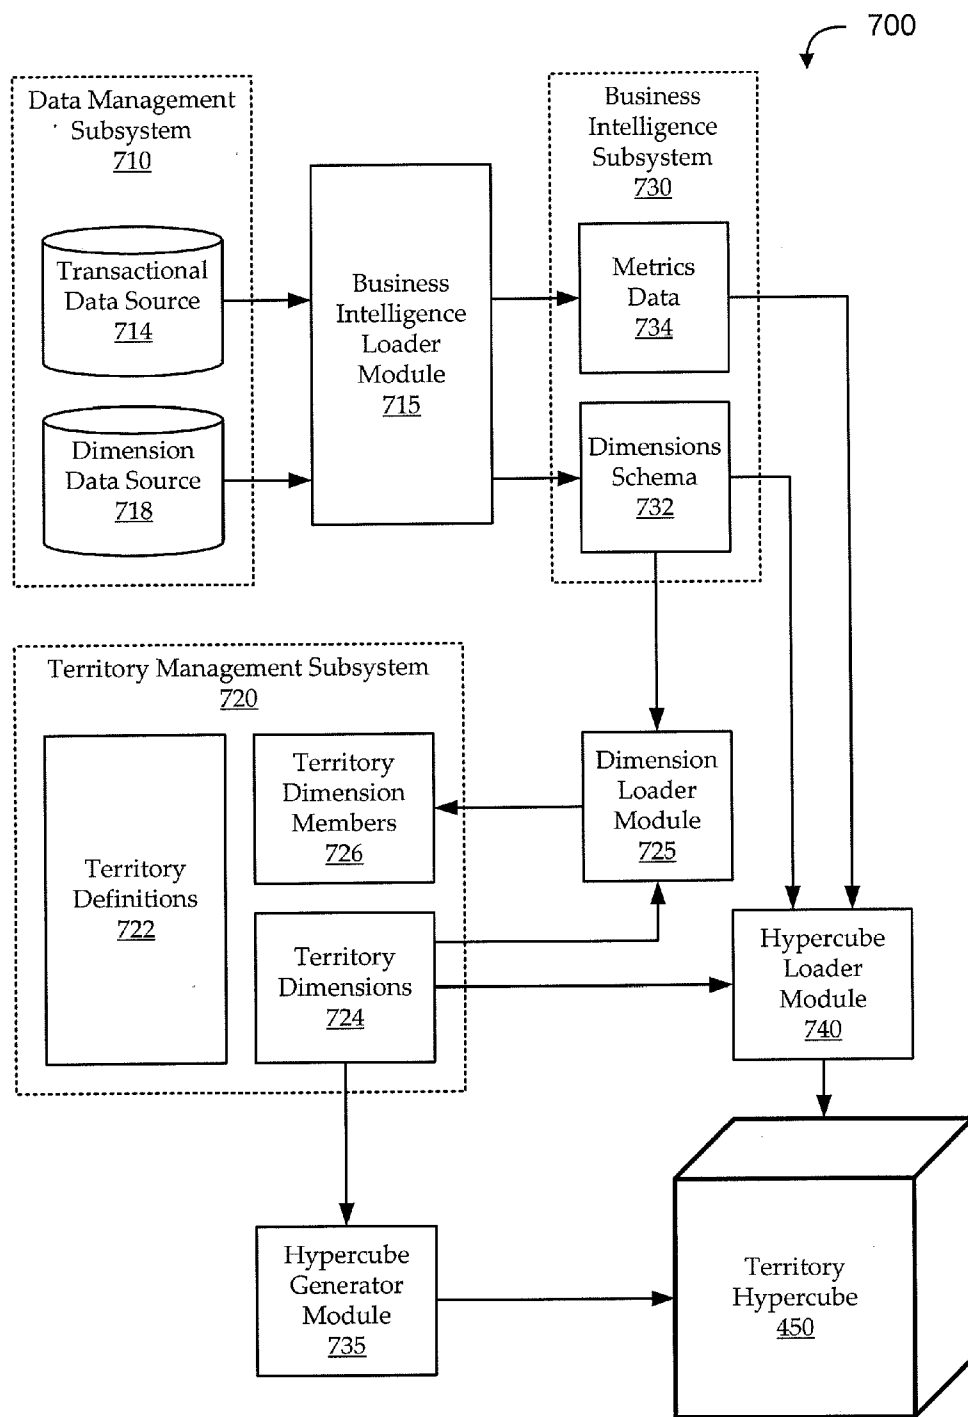 700
Data Management
Subsystem
710
Transactional
Data Source
714
Dimension
Data Source
718
Business
Intelligence
Loader
Module
715
Business
Intelligence
Subsystem
730
Metrics
Data
734
Dimensions
Schema
732
Territory Management Subsystem
720
Territory
Definitions
722
Territory
Dimension
Members
726
Territory
Dimensions
724
Dimension
Loader
Module
725
Hypercube
Loader
Module
740
Hypercube
Generator
Module
735
Territory
Hypercube
450